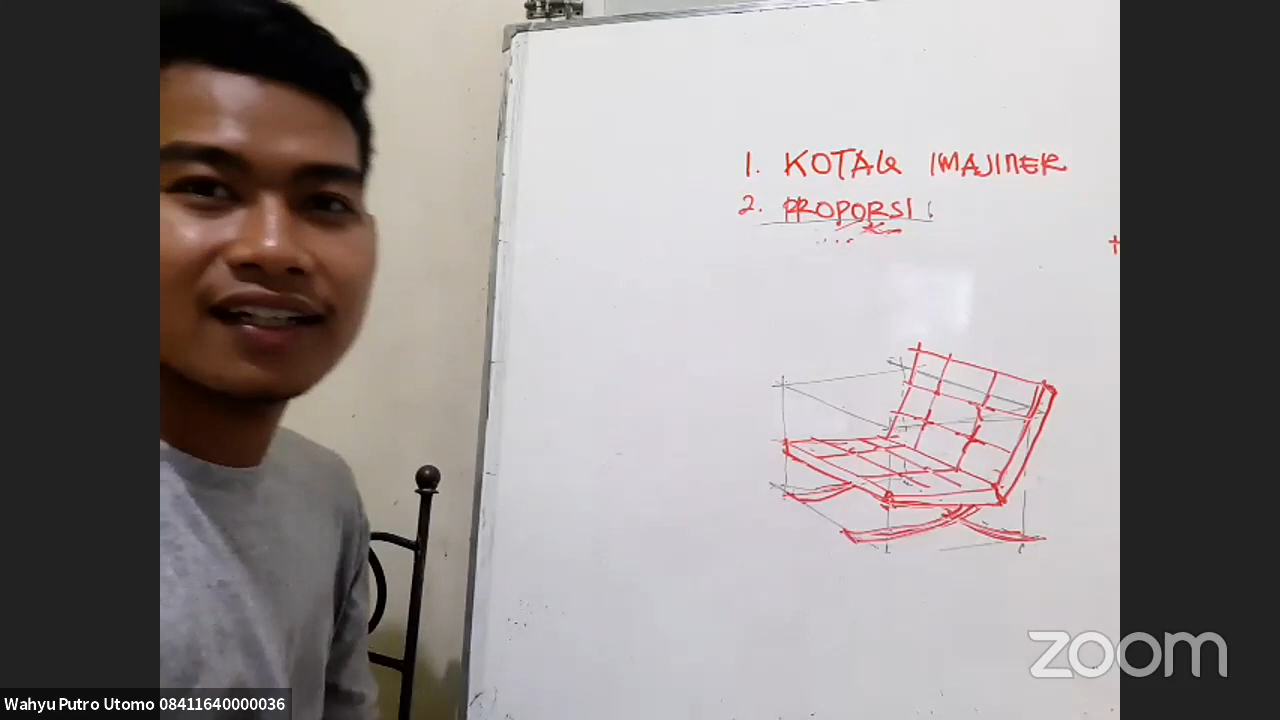 1. KOTAK IMAJINER
2. PROPORSI
zoom
Wahyu Putro Utomo 08411640000036